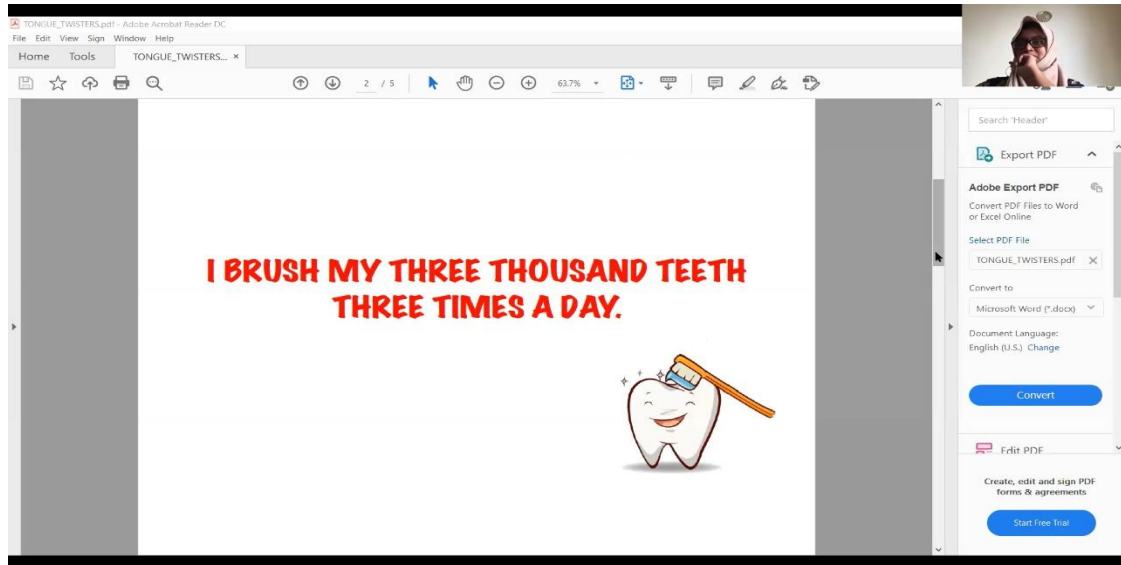 TONGUE_TWISTERS.pdf - Adobe Acrobat Reader DC
File Edit View Sign Window Help
Home Tools TONGUE_TWISTERS... ×
2 / 5 63.7%
I BRUSH MY THREE THOUSAND TEETH
THREE TIMES A DAY.
Search 'Header'
Export PDF
Adobe Export PDF
Convert PDF Files to Word
or Excel Online
Select PDF File
TONGUE_TWISTERS.pdf ×
Convert to
Microsoft Word (*.docx)
Document Language:
English (U.S.) Change
Convert
Edit PDF
Create, edit and sign PDF
forms & agreements
Start Free Trial